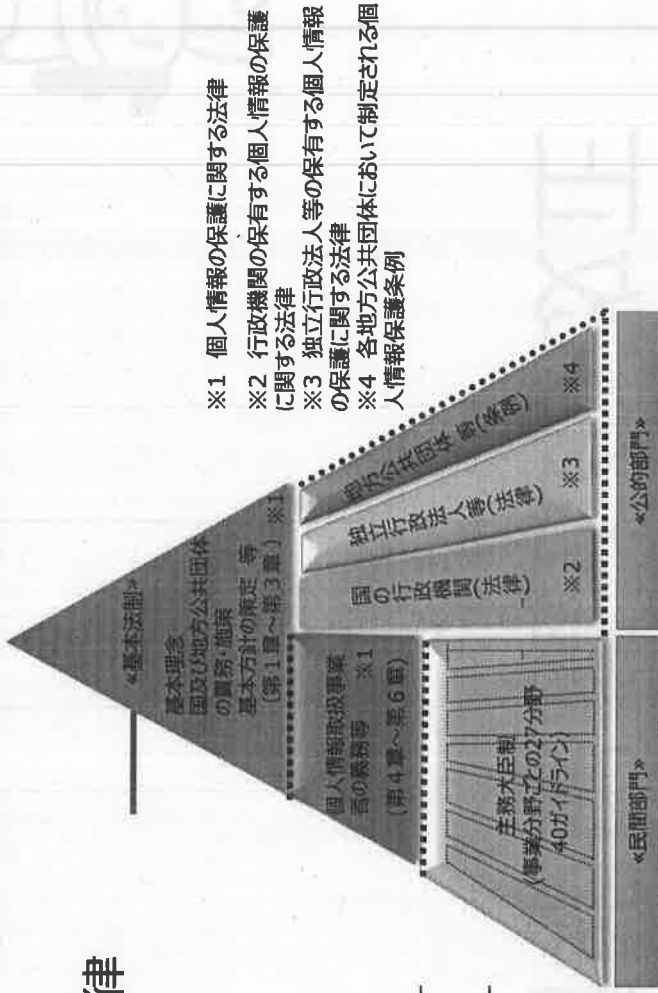 律
※1 個人情報の保護に関する法律
※2 行政機関の保有する個人情報の保護
に関する法律
※3 独立行政法人等の保有する個人情報
の保護に関する法律
※4 各地方公共団体において制定される個
人情報保護条例
≪基本法制≫
基本理念
国及び地方公共団体
の責務・施策
基本方針の策定 等
(第1章~第3章) ※1
個人情報取扱事業
者の義務等 ※1
(第4章~第6章)
主務大臣制
(事業分野ごとの27分野
40ガイドライン)
国の行政機関(法律)
※2
独立行政法人等(法律)
※3
地方公共団体 等(条例)
※4
≪民間部門≫
≪公的部門≫